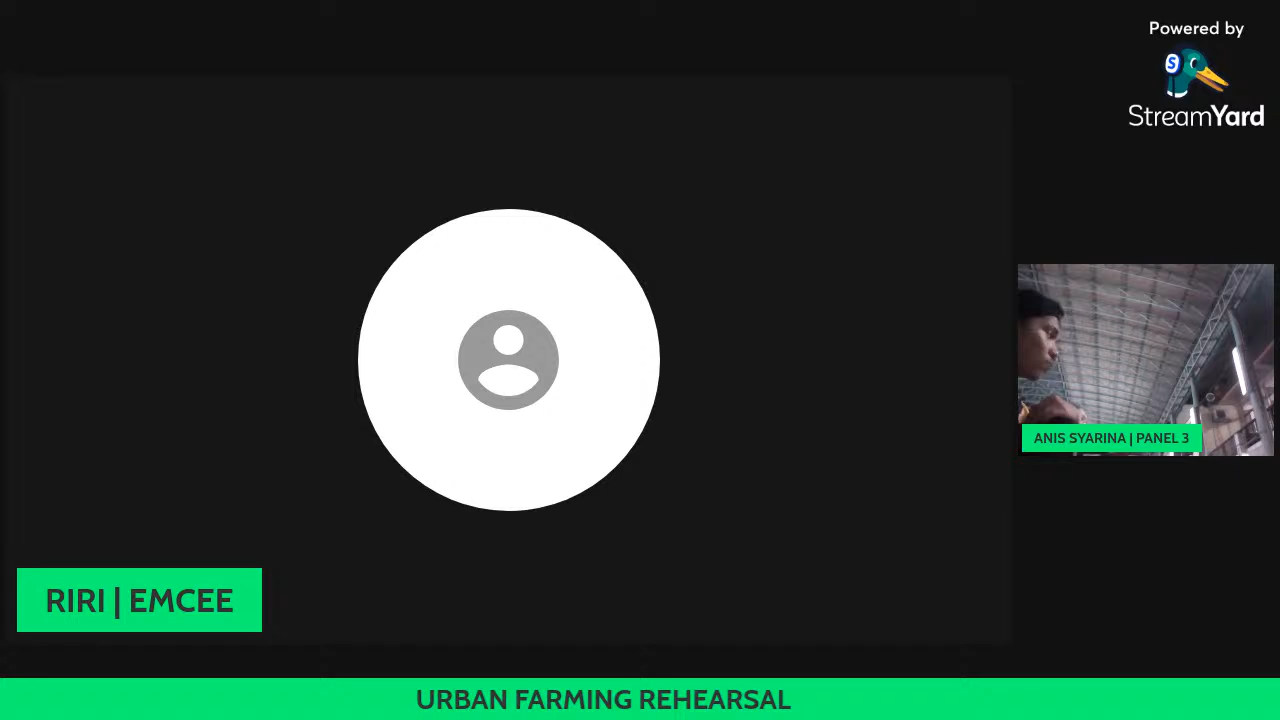 Powered by
S
StreamYard
ANIS SYARINA | PANEL 3
RIRI | EMCEE
URBAN FARMING REHEARSAL